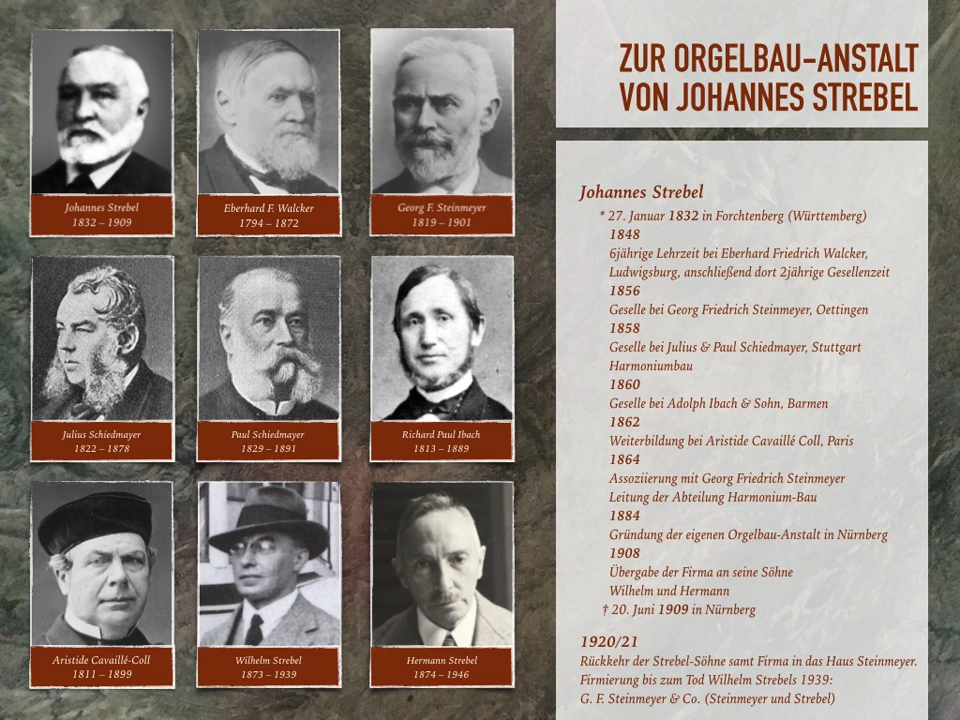 ZUR ORGELBAU-ANSTALT
VON JOHANNES STREBEL
Johannes Strebel
1832 – 1909
Eberhard F. Walcker
1794 – 1872
Georg F. Steinmeyer
1819 – 1901
Julius Schiedmayer
1822 – 1878
Paul Schiedmayer
1829 – 1891
Richard Paul Ibach
1813 – 1889
Aristide Cavaillé-Coll
1811 – 1899
Wilhelm Strebel
1873 – 1939
Hermann Strebel
1874 – 1946
Johannes Strebel
* 27. Januar 1832 in Forchtenberg (Württemberg)
1848
6jährige Lehrzeit bei Eberhard Friedrich Walcker,
Ludwigsburg, anschließend dort 2jährige Gesellenzeit
1856
Geselle bei Georg Friedrich Steinmeyer, Oettingen
1858
Geselle bei Julius & Paul Schiedmayer, Stuttgart
Harmoniumbau
1860
Geselle bei Adolph Ibach & Sohn, Barmen
1862
Weiterbildung bei Aristide Cavaillé Coll, Paris
1864
Assoziierung mit Georg Friedrich Steinmeyer
Leitung der Abteilung Harmonium-Bau
1884
Gründung der eigenen Orgelbau-Anstalt in Nürnberg
1908
Übergabe der Firma an seine Söhne
Wilhelm und Hermann
† 20. Juni 1909 in Nürnberg
1920/21
Rückkehr der Strebel-Söhne samt Firma in das Haus Steinmeyer.
Firmierung bis zum Tod Wilhelm Strebels 1939:
G. F. Steinmeyer & Co. (Steinmeyer und Strebel)